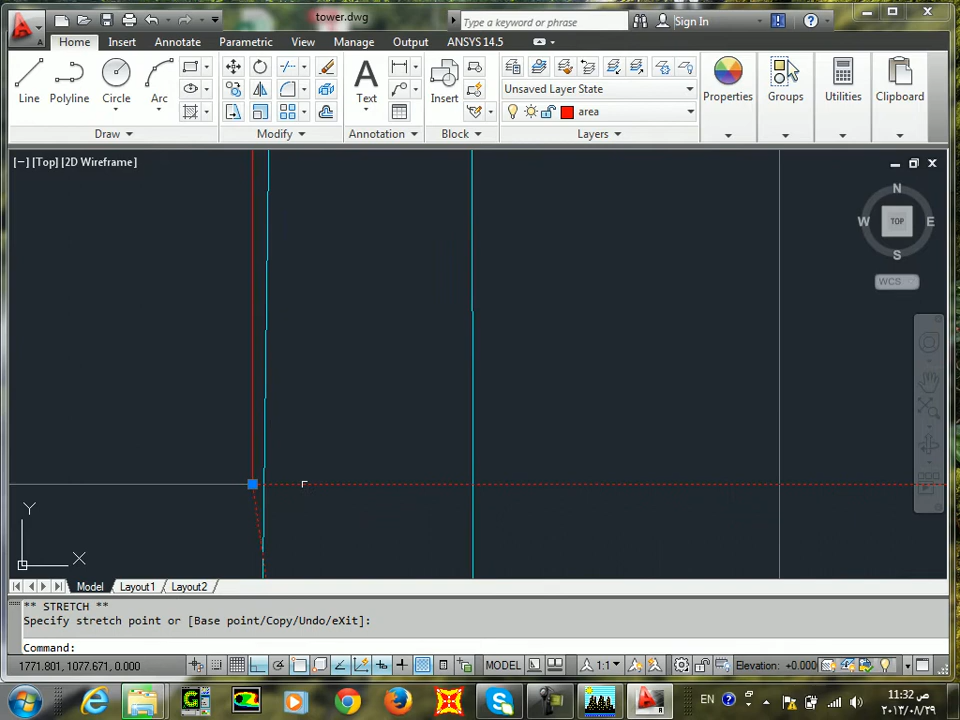 tower.dwg
Type a keyword or phrase
Sign In
Home Insert Annotate Parametric View Manage Output ANSYS 14.5
Unsaved Layer State
area
Line Polyline Circle Arc Text Insert Properties Groups Utilities Clipboard
Draw Modify Annotation Block Layers
[−] [Top] [2D Wireframe]
N
W TOP E
S
WCS
Y
X
Model Layout1 Layout2
** STRETCH **
Specify stretch point or [Base point/Copy/Undo/eXit]:
Command:
1771.801, 1077.671, 0.000 MODEL 1:1 Elevation: +0.000
EN
11:32 ص
٢٠١٣/٠٨/٢٩